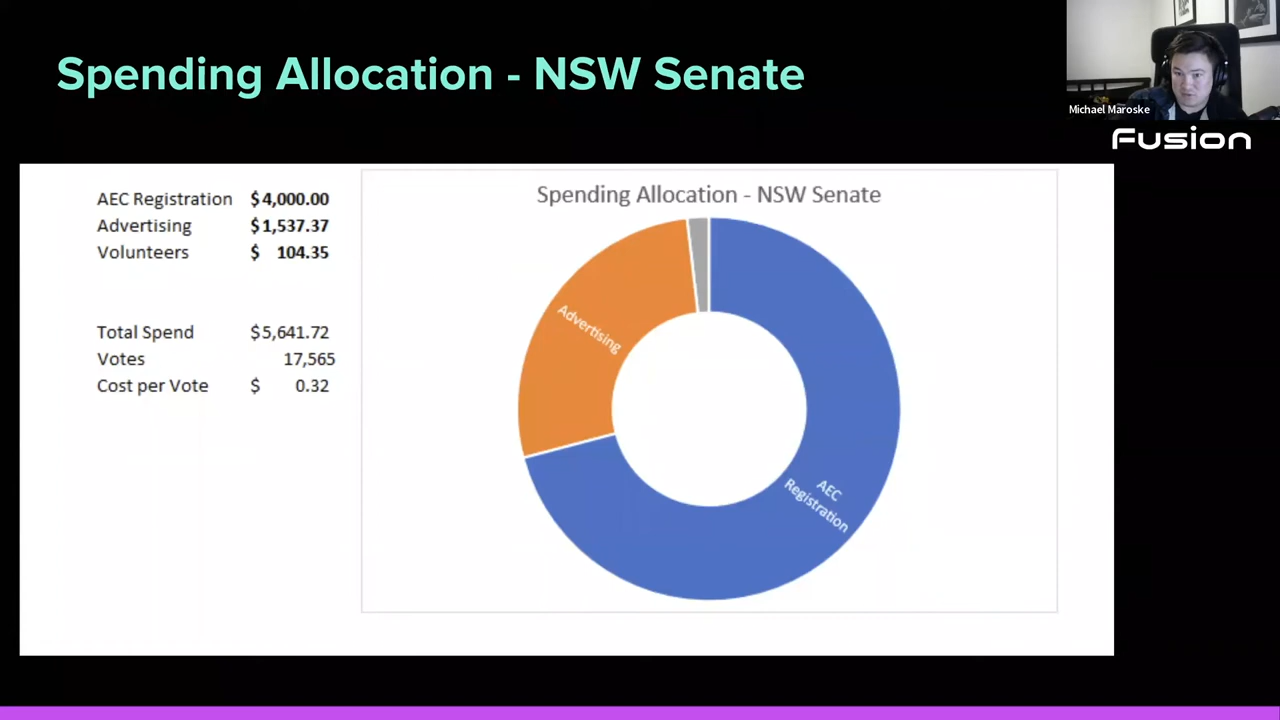 Spending Allocation - NSW Senate
Michael Maroske
Fusion
AEC Registration $4,000.00
Advertising $1,537.37
Volunteers $ 104.35
Total Spend $5,641.72
Votes 17,565
Cost per Vote $ 0.32
Spending Allocation - NSW Senate
Advertising
AEC
Registration